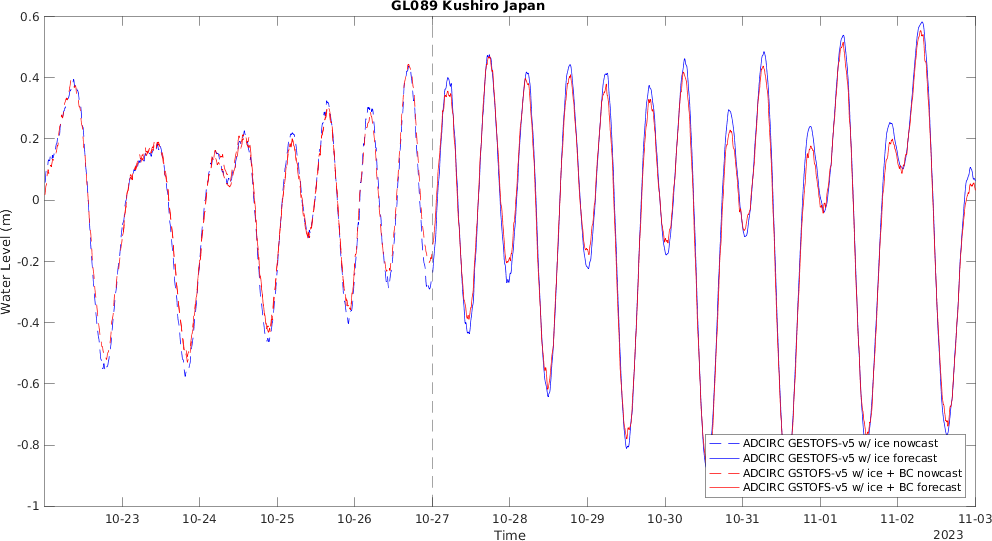 GL089 Kushiro Japan
0.6
0.4
0.2
0
-0.2
-0.4
-0.6
-0.8
-1
Water Level (m)
ADCIRC GESTOFS-v5 w/ ice nowcast
ADCIRC GESTOFS-v5 w/ ice forecast
ADCIRC GSTOFS-v5 w/ ice + BC nowcast
ADCIRC GSTOFS-v5 w/ ice + BC forecast
10-23 10-24 10-25 10-26 10-27 10-28 10-29 10-30 10-31 11-01 11-02 11-03
Time
2023